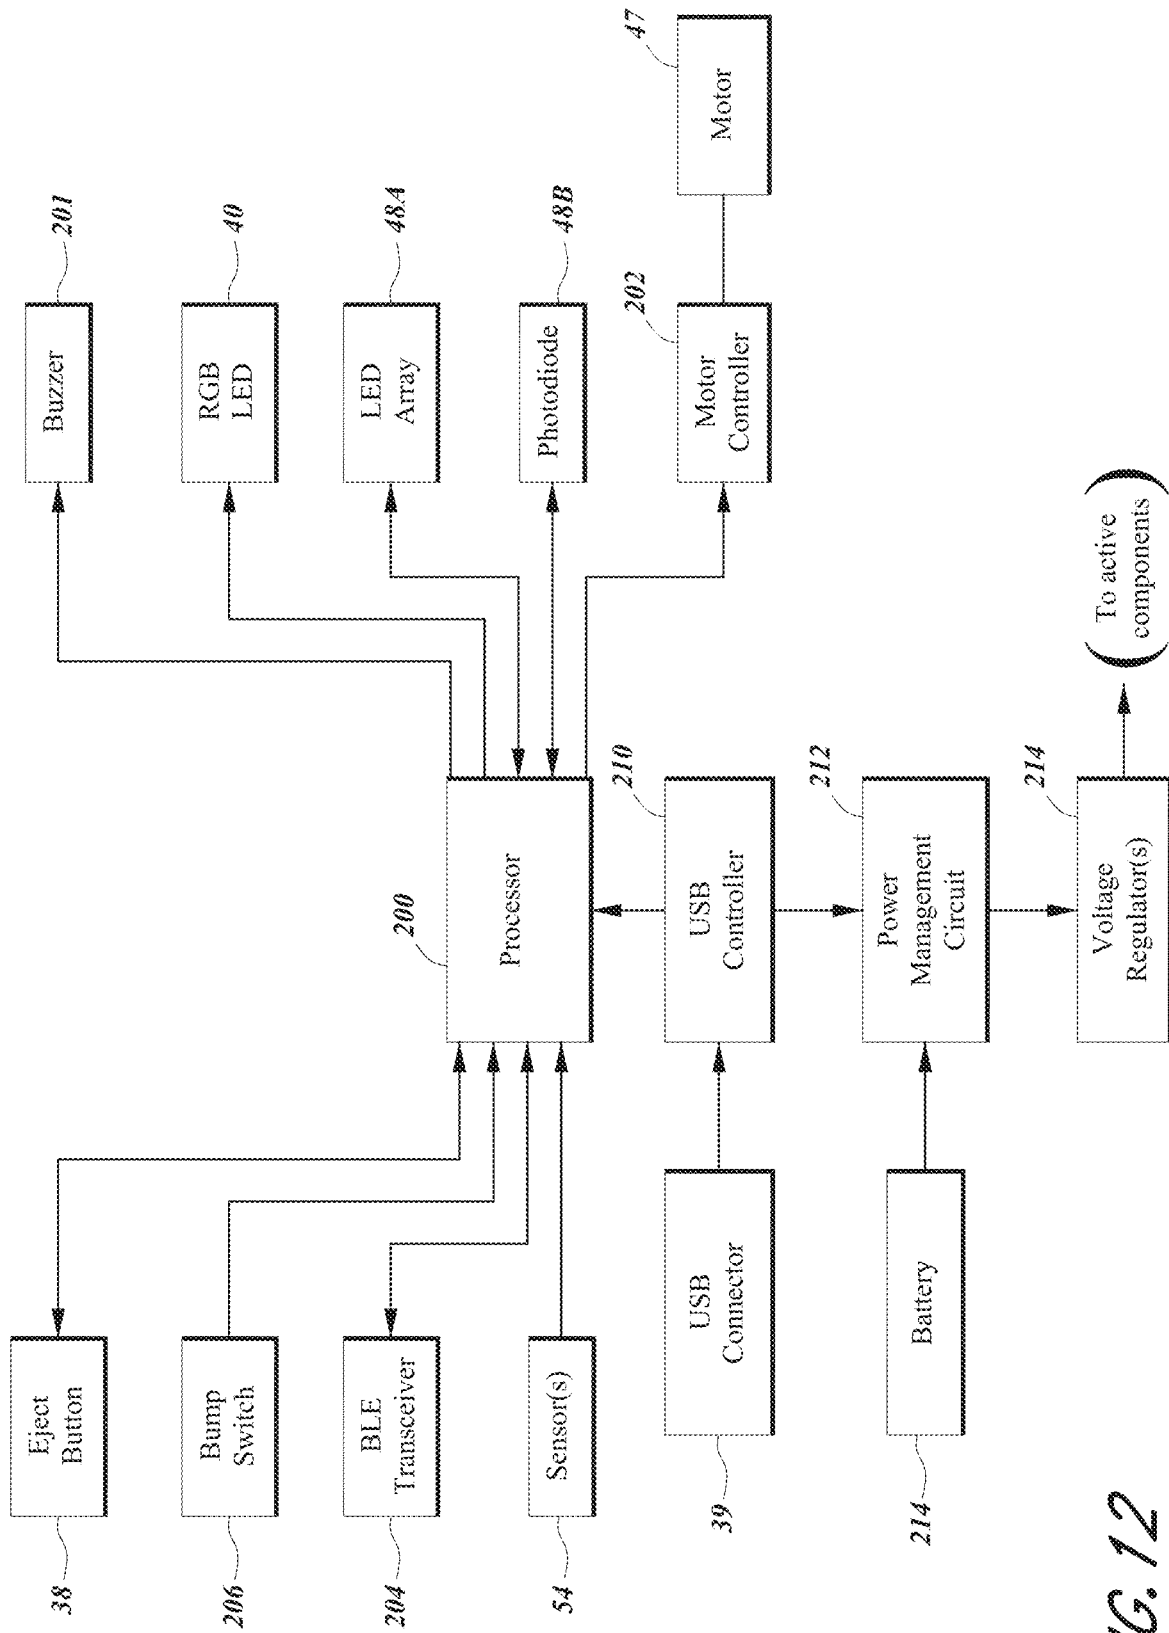 38
Eject
Button
206
Bump
Switch
204
BLE
Transceiver
54
Sensor(s)
200
Processor
201
Buzzer
40
RGB
LED
48A
LED
Array
48B
Photodiode
202
Motor
Controller
47
Motor
39
USB
Connector
210
USB
Controller
214
Battery
212
Power
Management
Circuit
214
Voltage
Regulator(s)
(To active
components)
12